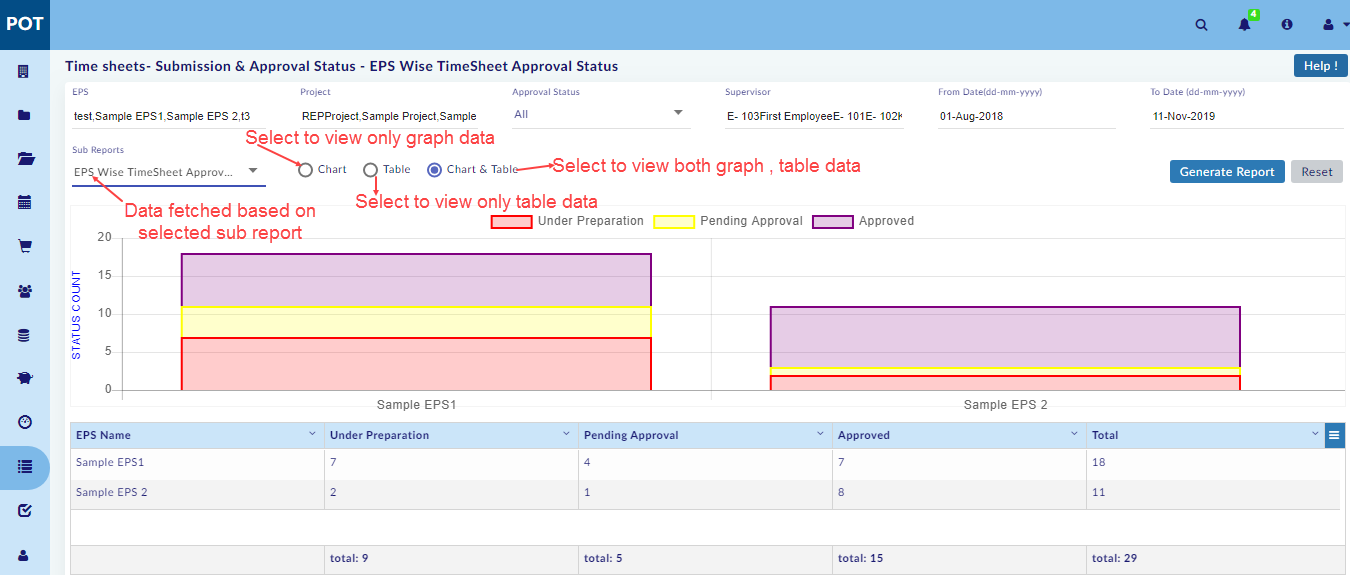 POT
4
Time sheets- Submission & Approval Status - EPS Wise TimeSheet Approval Status
Help !
EPS
Project
Approval Status
Supervisor
From Date(dd-mm-yyyy)
To Date (dd-mm-yyyy)
test,Sample EPS1,Sample EPS 2,t3
REPProject,Sample Project,Sample
All
E- 103First EmployeeE- 101E- 102K
01-Aug-2018
11-Nov-2019
Select to view only graph data
Sub Reports
EPS Wise TimeSheet Approv...
Chart
Table
Chart & Table
Select to view both graph , table data
Generate Report
Reset
Select to view only table data
Data fetched based on
selected sub report
Under Preparation
Pending Approval
Approved
STATUS COUNT
20
15
10
5
0
Sample EPS1
Sample EPS 2
EPS Name Under Preparation Pending Approval Approved Total
Sample EPS1 7 4 7 18
Sample EPS 2 2 1 8 11
total: 9 total: 5 total: 15 total: 29